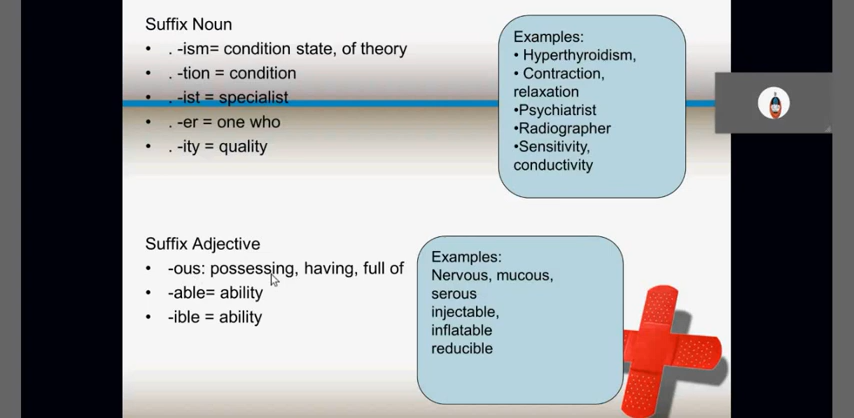 Suffix Noun
• . -ism= condition state, of theory
• . -tion = condition
• . -ist = specialist
• . -er = one who
• . -ity = quality
Examples:
• Hyperthyroidism,
• Contraction,
relaxation
•Psychiatrist
•Radiographer
•Sensitivity,
conductivity
Suffix Adjective
• -ous: possessing, having, full of
• -able= ability
• -ible = ability
Examples:
Nervous, mucous,
serous
injectable,
inflatable
reducible